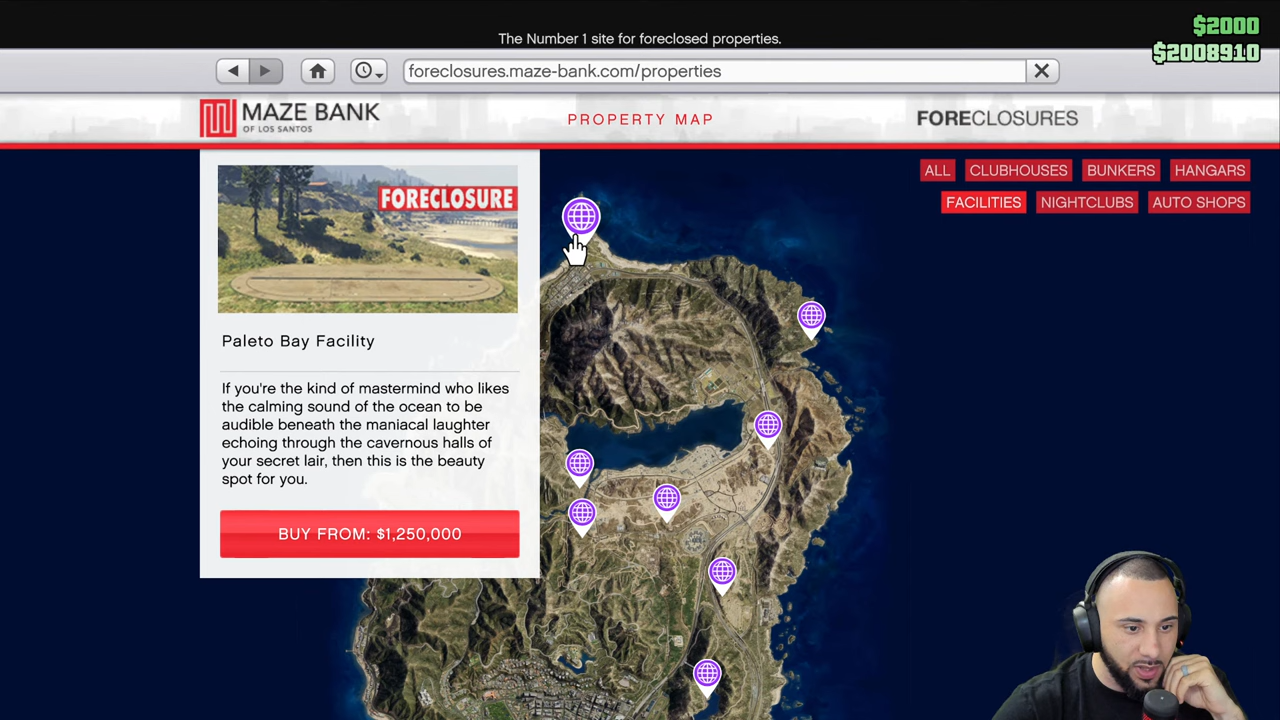 $2000
The Number 1 site for foreclosed properties.
$2008910
foreclosures.maze-bank.com/properties
MAZE BANK
OF LOS SANTOS
PROPERTY MAP
FORECLOSURES
ALL CLUBHOUSES BUNKERS HANGARS
FACILITIES NIGHTCLUBS AUTO SHOPS
FORECLOSURE
Paleto Bay Facility
If you're the kind of mastermind who likes
the calming sound of the ocean to be
audible beneath the maniacal laughter
echoing through the cavernous halls of
your secret lair, then this is the beauty
spot for you.
BUY FROM: $1,250,000